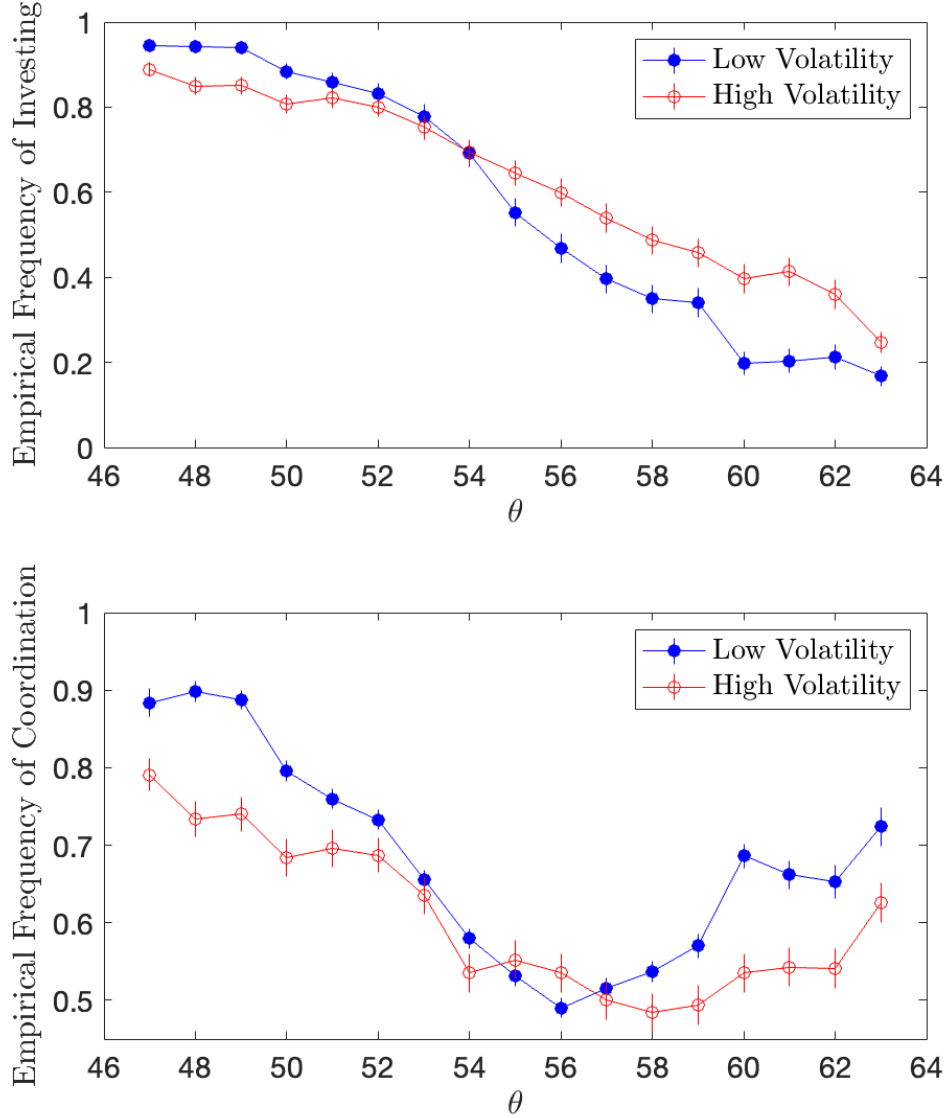 Empirical Frequency of Investing
1
0.8
0.6
0.4
0.2
0
Low Volatility
High Volatility
46 48 50 52 54 56 58 60 62 64
θ
Empirical Frequency of Coordination
1
0.9
0.8
0.7
0.6
0.5
Low Volatility
High Volatility
46 48 50 52 54 56 58 60 62 64
θ